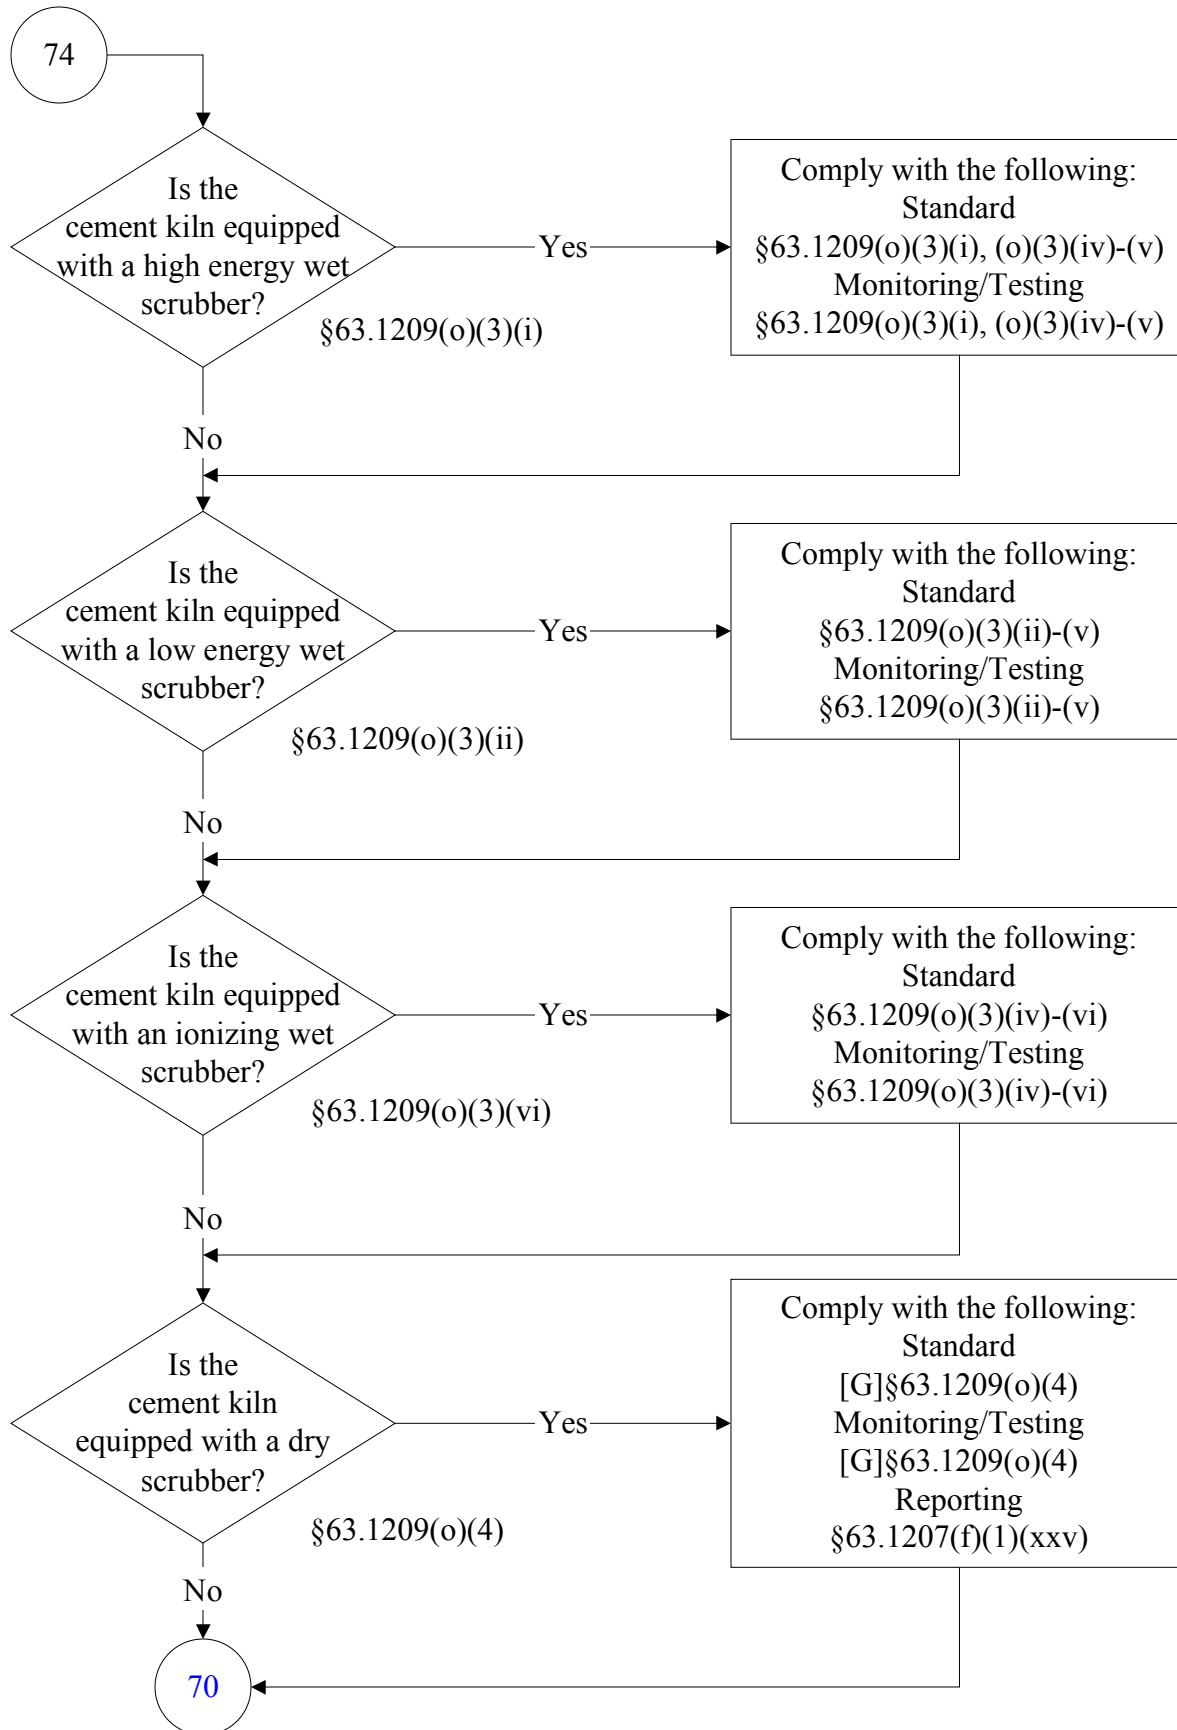 74
Is the
cement kiln equipped
with a high energy wet
scrubber?
§63.1209(o)(3)(i)
Yes
Comply with the following:
Standard
§63.1209(o)(3)(i), (o)(3)(iv)-(v)
Monitoring/Testing
§63.1209(o)(3)(i), (o)(3)(iv)-(v)
No
Is the
cement kiln equipped
with a low energy wet
scrubber?
§63.1209(o)(3)(ii)
Yes
Comply with the following:
Standard
§63.1209(o)(3)(ii)-(v)
Monitoring/Testing
§63.1209(o)(3)(ii)-(v)
No
Is the
cement kiln equipped
with an ionizing wet
scrubber?
§63.1209(o)(3)(vi)
Yes
Comply with the following:
Standard
§63.1209(o)(3)(iv)-(vi)
Monitoring/Testing
§63.1209(o)(3)(iv)-(vi)
No
Is the
cement kiln
equipped with a dry
scrubber?
§63.1209(o)(4)
Yes
Comply with the following:
Standard
[G]§63.1209(o)(4)
Monitoring/Testing
[G]§63.1209(o)(4)
Reporting
§63.1207(f)(1)(xxv)
No
70